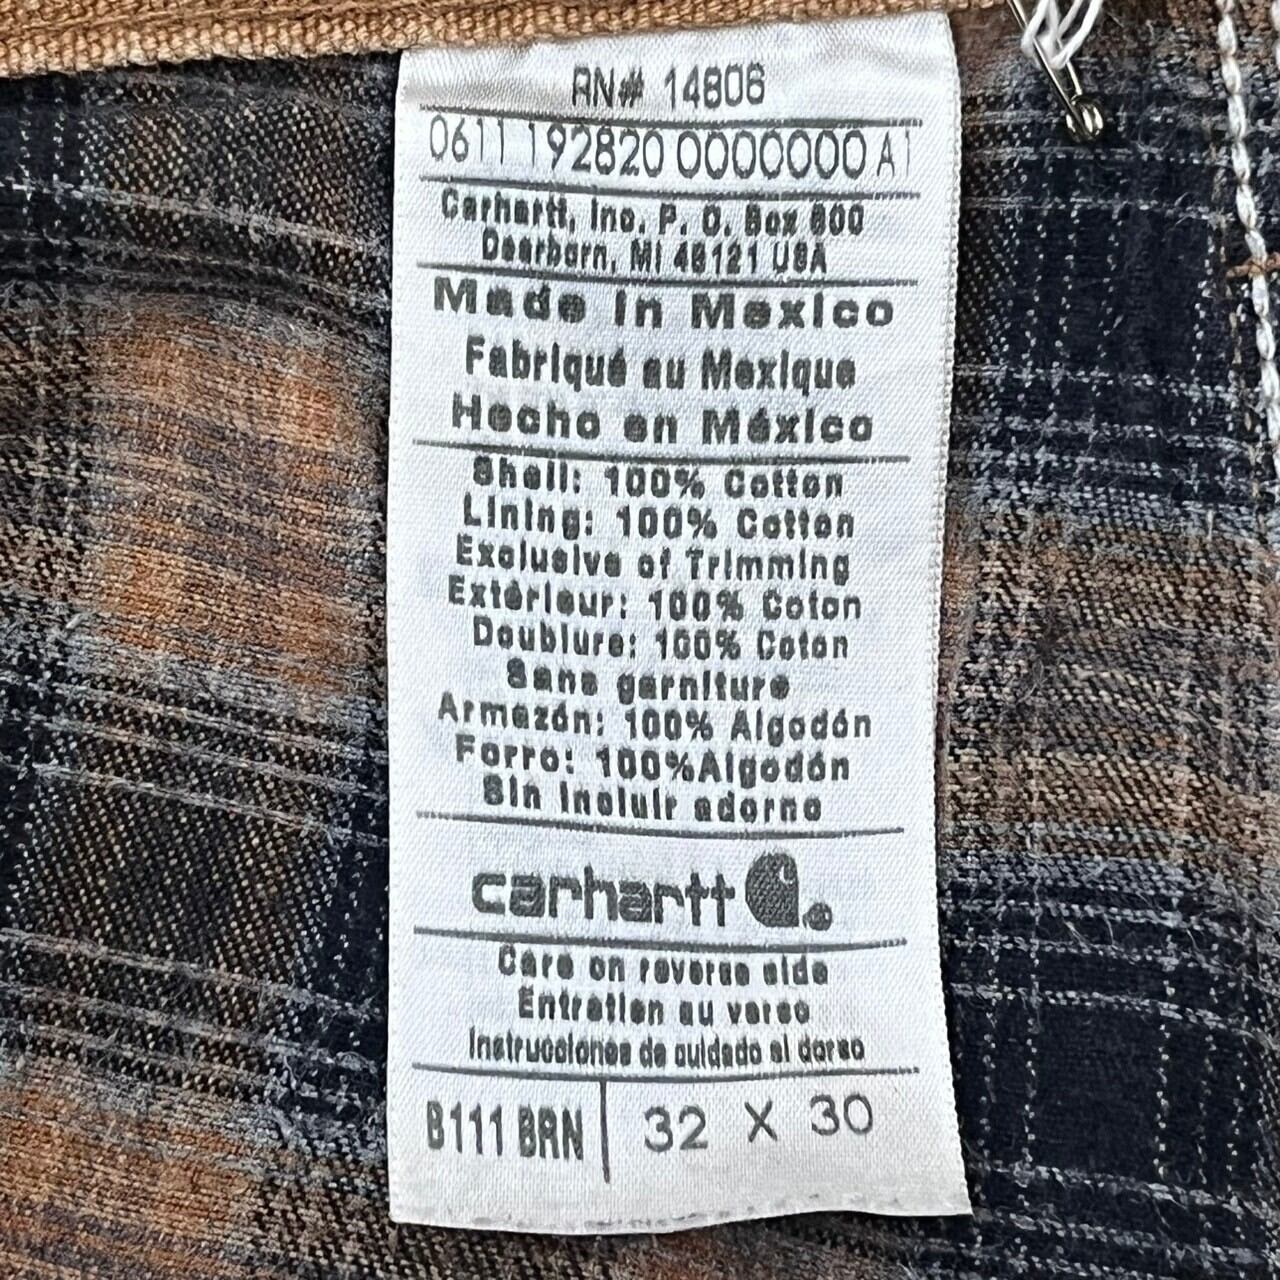 RN# 14806
0611 192820 0000000 A1
Carhartt, Inc. P. O. Box 600
Dearborn, MI 48121 USA
Made in Mexico
Fabriqué au Mexique
Hecho en México
Shell: 100% Cotton
Lining: 100% Cotton
Exclusive of Trimming
Extérieur: 100% Coton
Doublure: 100% Coton
Sans garniture
Armazón: 100% Algodón
Forro: 100%Algodón
Sin incluir adorno
carhartt ®
Care on reverse side
Entretien au verso
Instrucciones de cuidado al dorso
B111 BRN 32 X 30